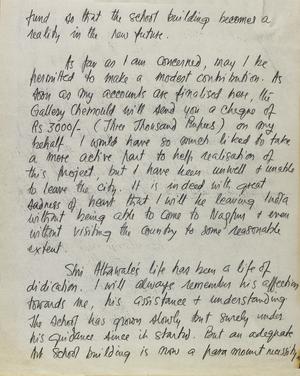 fund so that the school building becomes a
reality in the new future.
As far as I am concerned, may I be
permitted to make a modest contribution. As
soon as my accounts are finalised here, the
Gallery Chemould will send you a cheque of
Rs 3000/- (Three Thousand Rupees) on my
behalf. I would have so much liked to take
a more active part to help realisation of
this project, but I have been unwell & unable
to leave the city. It is indeed with great
sadness of heart that I will be leaving India
without being able to come to Nagpur & even
without visiting the country to some reasonable
extent.
Shri Athawale's life has been a life of
didication. I will always remember his affection
towards me, his assistance & understanding
The school has grown slowly but surely under
his guidance since it started. But an adequate
Art School building is now a paramount necessity